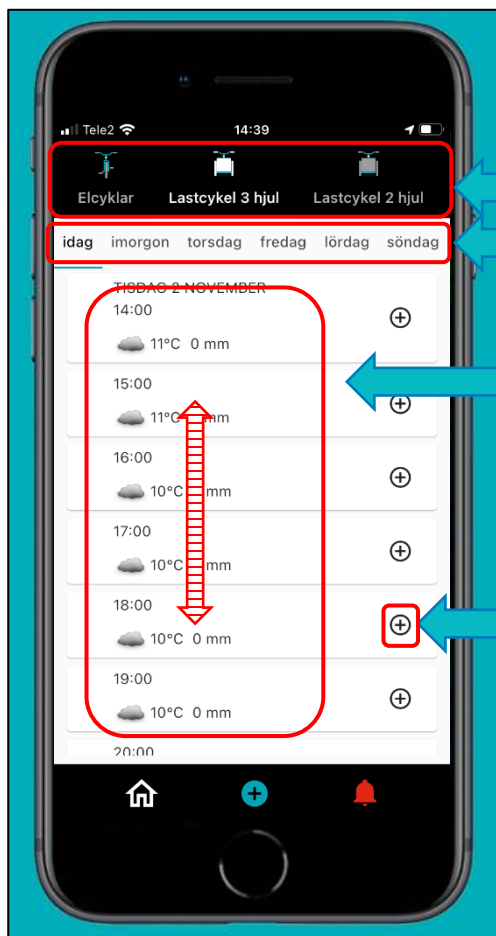 Tele2 14:39
Elcyklar Lastcykel 3 hjul Lastcykel 2 hjul
idag imorgon torsdag fredag lördag söndag
TISDAG 2 NOVEMBER
14:00
11°C 0 mm
15:00
11°C mm
16:00
10°C mm
17:00
10°C mm
18:00
10°C 0 mm
19:00
10°C 0 mm
20:00